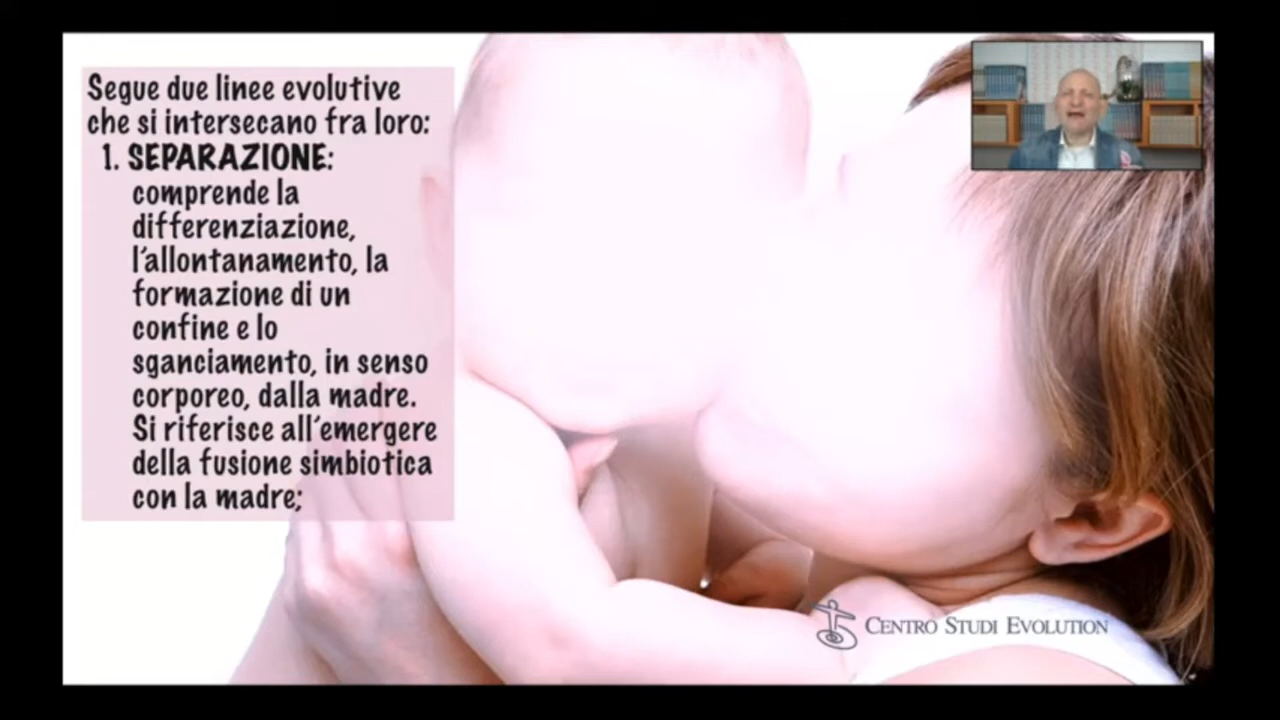 Segue due linee evolutive
che si intersecano fra loro:
1. SEPARAZIONE:
comprende la
differenziazione,
l'allontanamento, la
formazione di un
confine e lo
sganciamento, in senso
corporeo, dalla madre.
Si riferisce all'emergere
della fusione simbiotica
con la madre;
CENTRO STUDI EVOLUTION